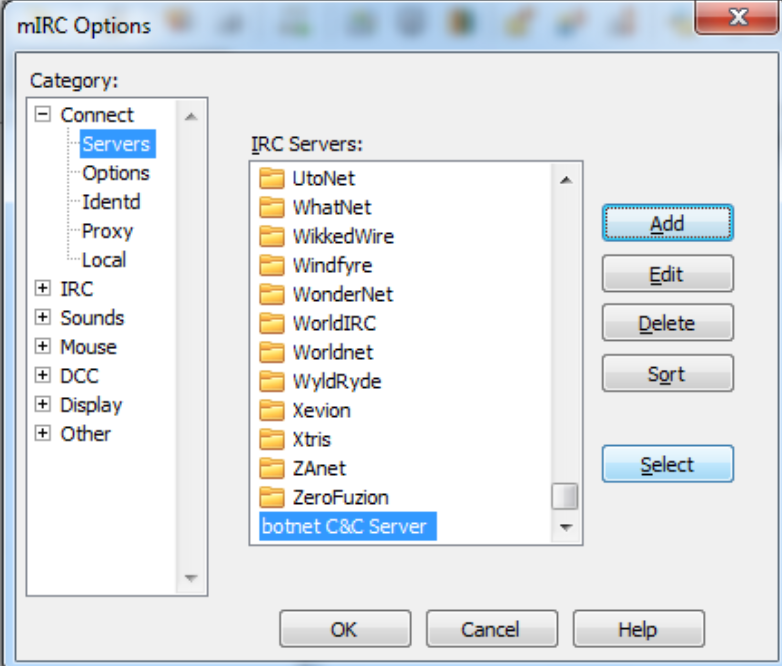 mIRC Options
Category:
Connect
Servers
Options
Identd
Proxy
Local
IRC
Sounds
Mouse
DCC
Display
Other
IRC Servers:
UtoNet
WhatNet
WikkedWire
Windfyre
WonderNet
WorldIRC
Worldnet
WyldRyde
Xevion
Xtris
ZAnet
ZeroFuzion
botnet C&C Server
Add
Edit
Delete
Sort
Select
OK
Cancel
Help